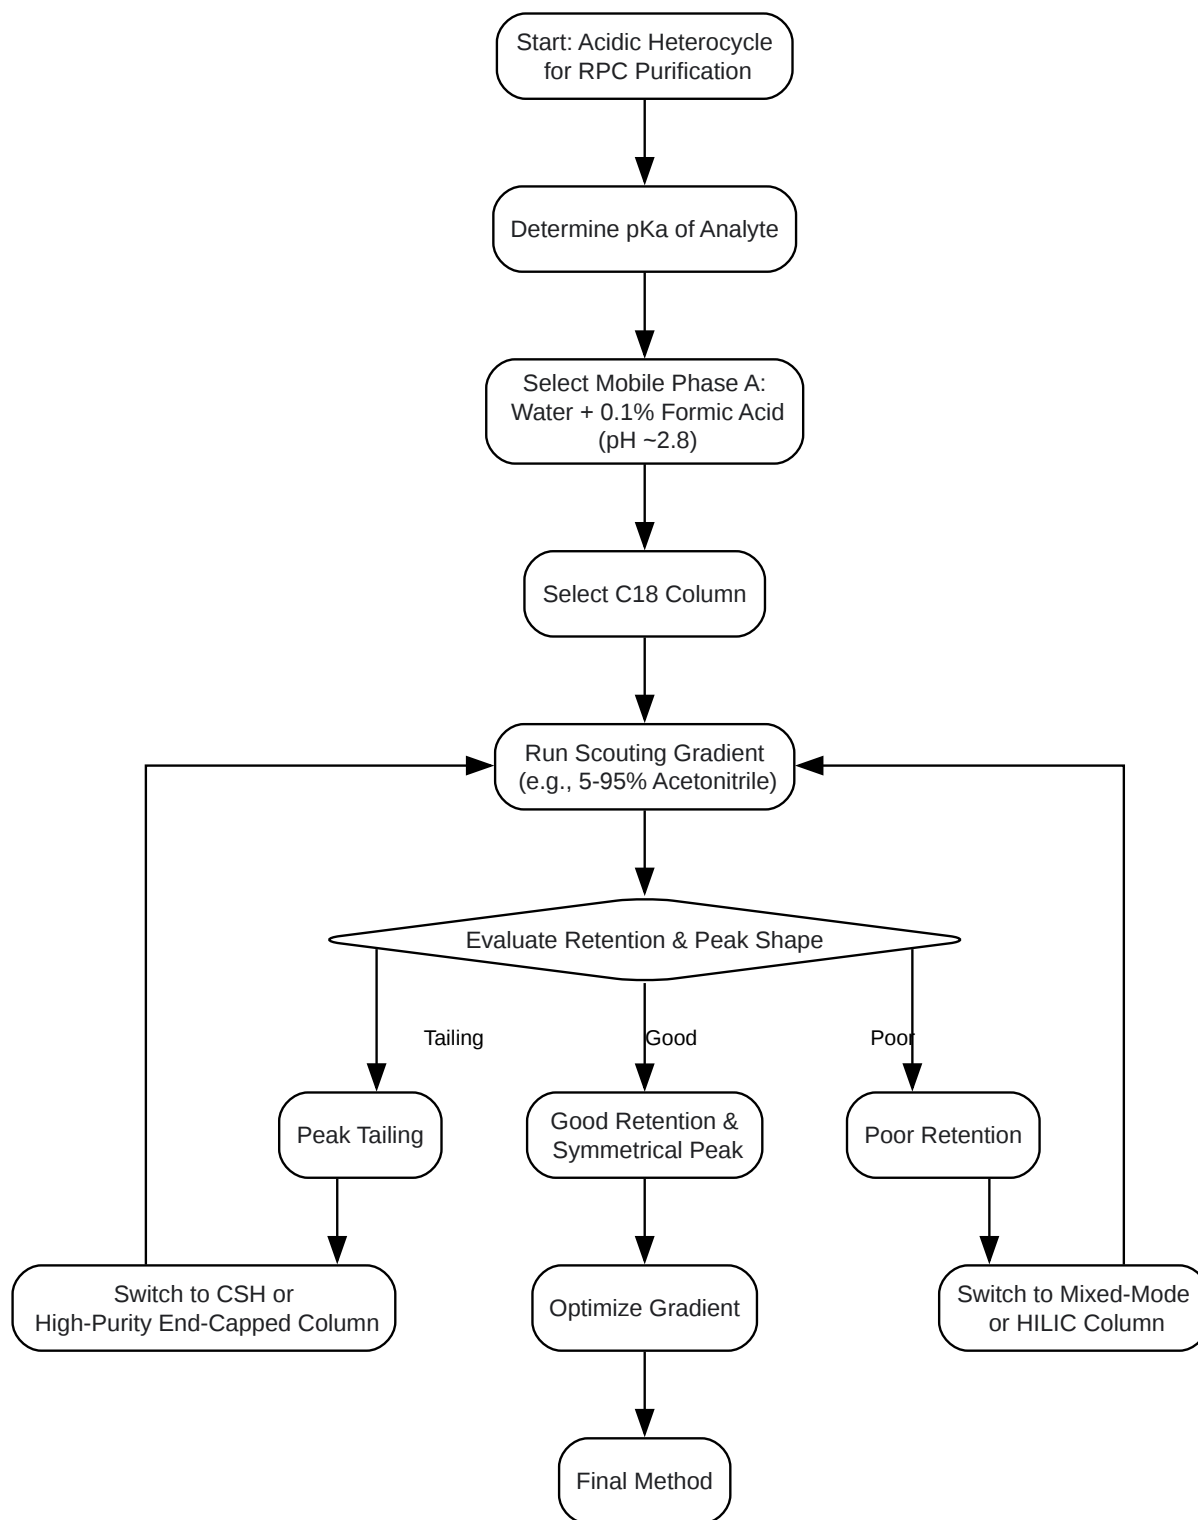 Start: Acidic Heterocycle
for RPC Purification
Determine pKa of Analyte
Select Mobile Phase A:
Water + 0.1% Formic Acid
(pH ~2.8)
Select C18 Column
Run Scouting Gradient
(e.g., 5-95% Acetonitrile)
Evaluate Retention & Peak Shape
Tailing
Good
Poor
Peak Tailing
Good Retention &
Symmetrical Peak
Poor Retention
Switch to CSH or
High-Purity End-Capped Column
Optimize Gradient
Switch to Mixed-Mode
or HILIC Column
Final Method